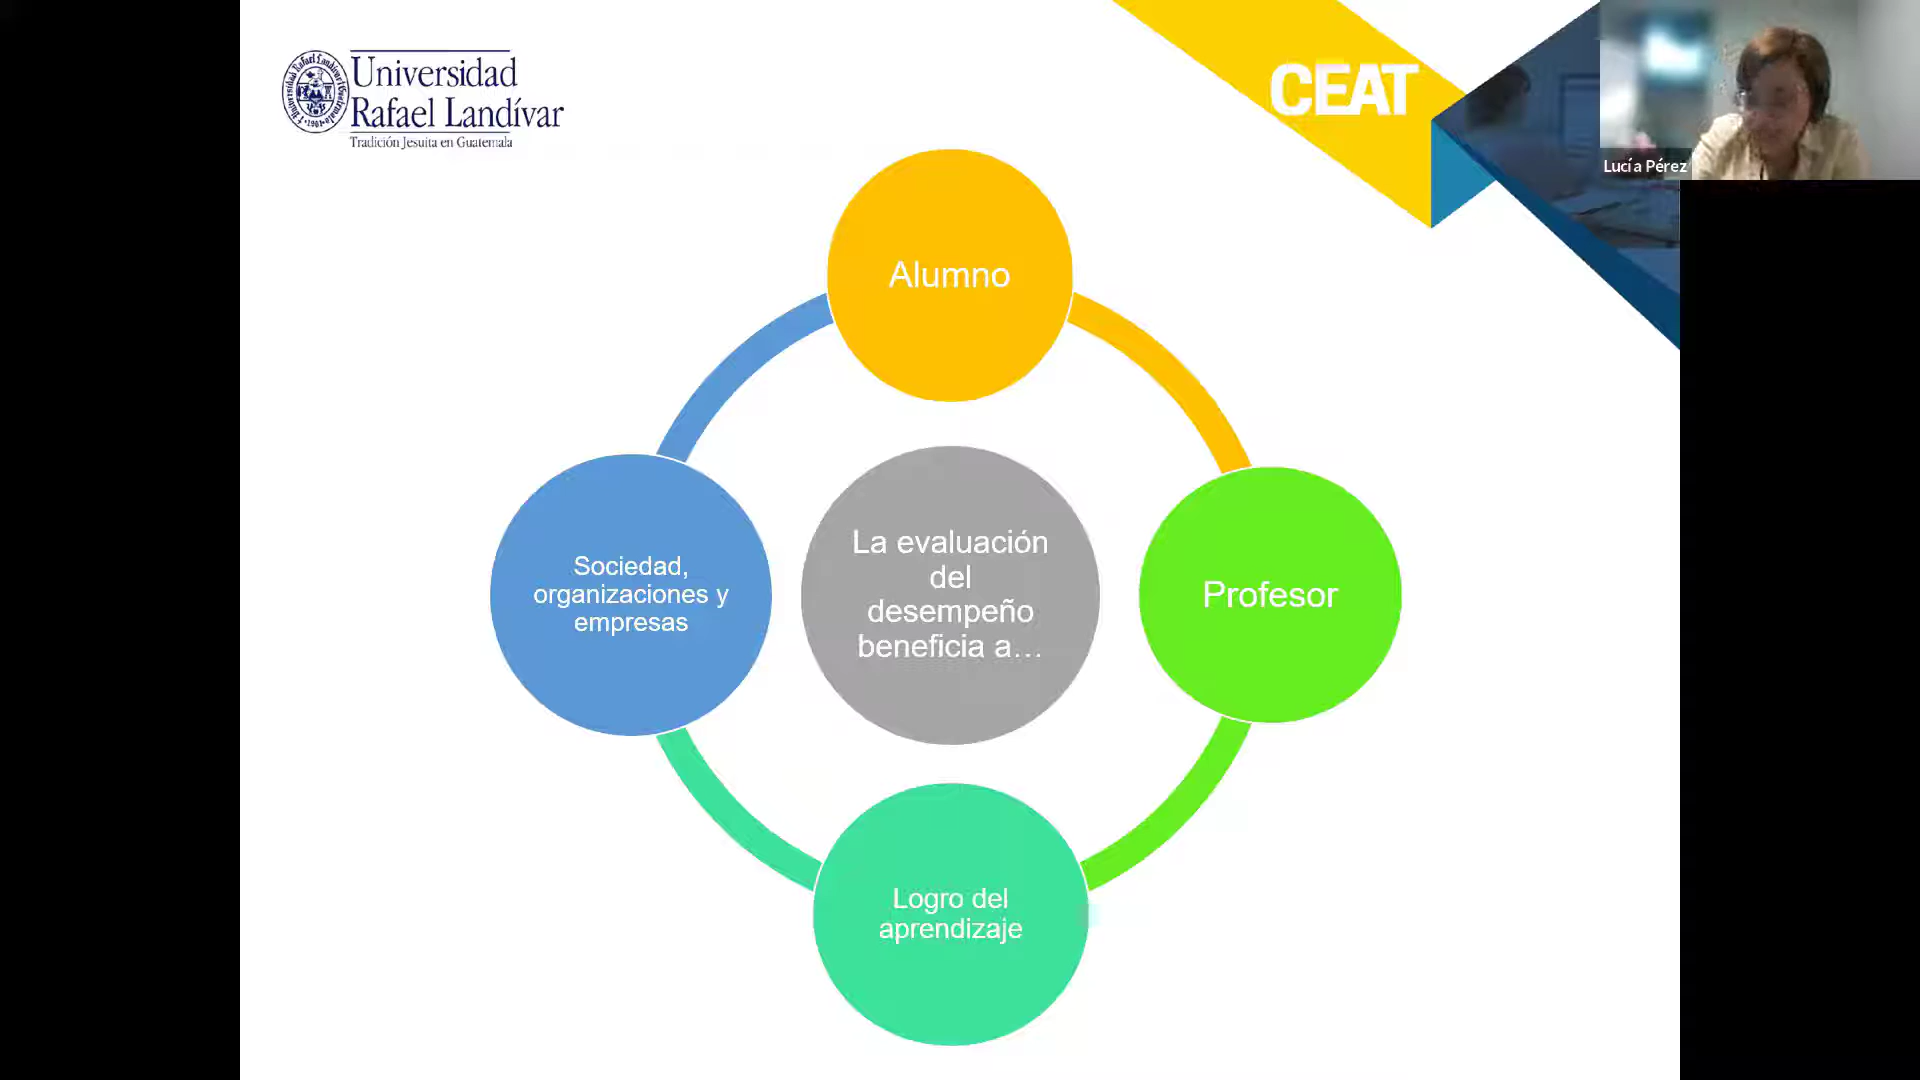 Universidad
Rafael Landívar
Tradición Jesuita en Guatemala
CEAT
Lucía Pérez
Alumno
Sociedad,
organizaciones y
empresas
La evaluación
del
desempeño
beneficia a...
Profesor
Logro del
aprendizaje